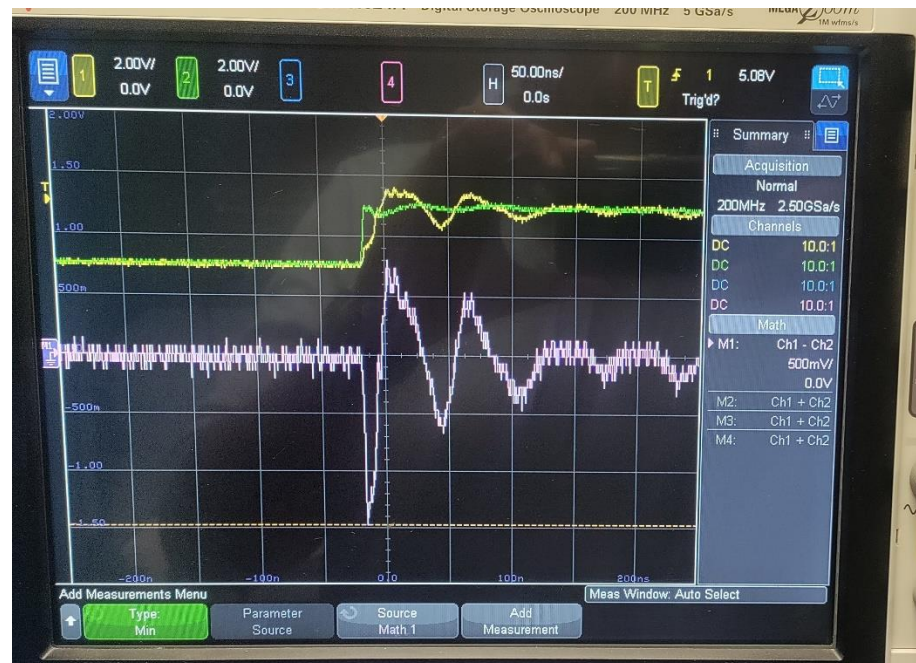 Digital Storage Oscilloscope 200 MHz 5 GSa/s MEGA Zoom
1M wfms/s
1 2.00V/ 2 2.00V/ 3 4 H 50.00ns/ T 1 5.08V
0.0V 0.0V 0.0s Trig'd?
2.00V
1.50
T
1.00
500m
M1
-500m
-1.00
-1.50
-200n -100n 0.0 100n 200ns
Summary
Acquisition
Normal
200MHz 2.50GSa/s
Channels
DC 10.0:1
DC 10.0:1
DC 10.0:1
DC 10.0:1
Math
M1: Ch1 - Ch2
500mV/
0.0V
M2: Ch1 + Ch2
M3: Ch1 + Ch2
M4: Ch1 + Ch2
Add Measurements Menu Meas Window: Auto Select
Type: Parameter Source Add
Min Source Math 1 Measurement